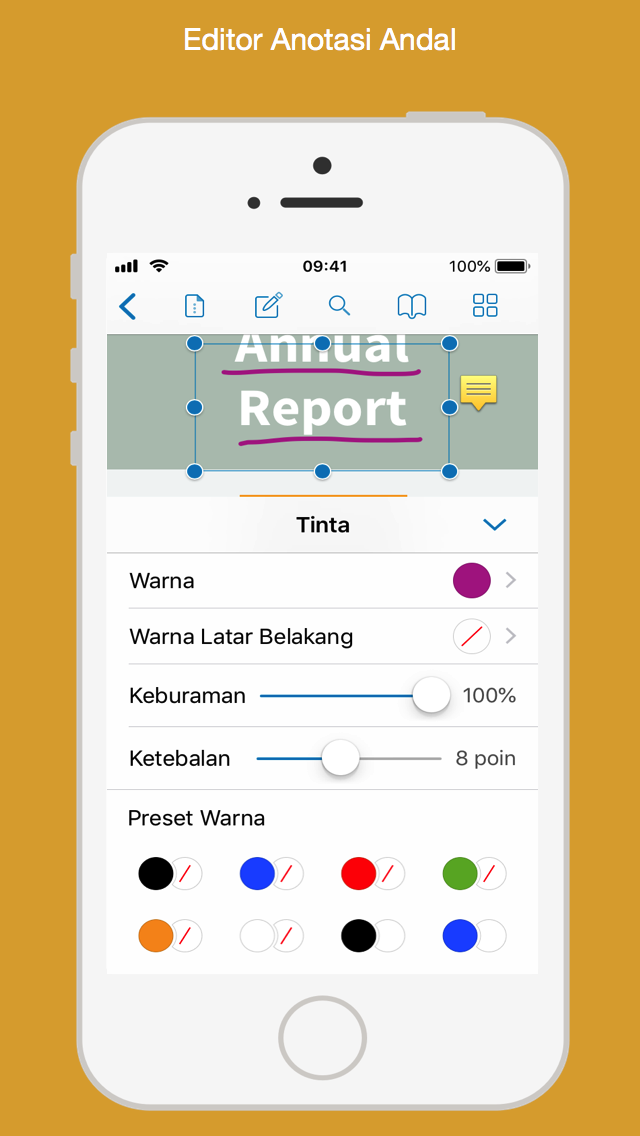 Editor Anotasi Andal
09:41
100%
Annual
Report
Tinta
Warna
Warna Latar Belakang
Keburaman 100%
Ketebalan 8 poin
Preset Warna